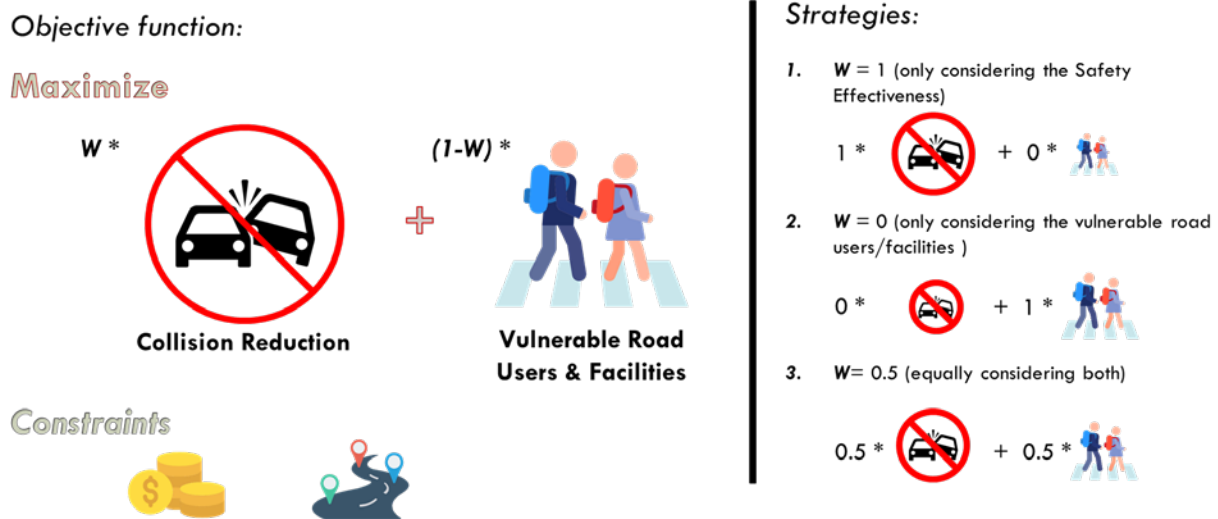 Objective function:
Maximize
W *
(1-W) *
+
Collision Reduction
Vulnerable Road
Users & Facilities
Constraints
$
Strategies:
1. W = 1 (only considering the Safety
Effectiveness)
1 * + 0 *
2. W = 0 (only considering the vulnerable road
users/facilities )
0 * + 1 *
3. W= 0.5 (equally considering both)
0.5 * + 0.5 *